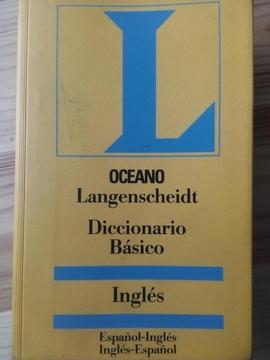 L
OCEANO
Langenscheidt
Diccionario
Básico
Inglés
Español-Inglés
Inglés-Español